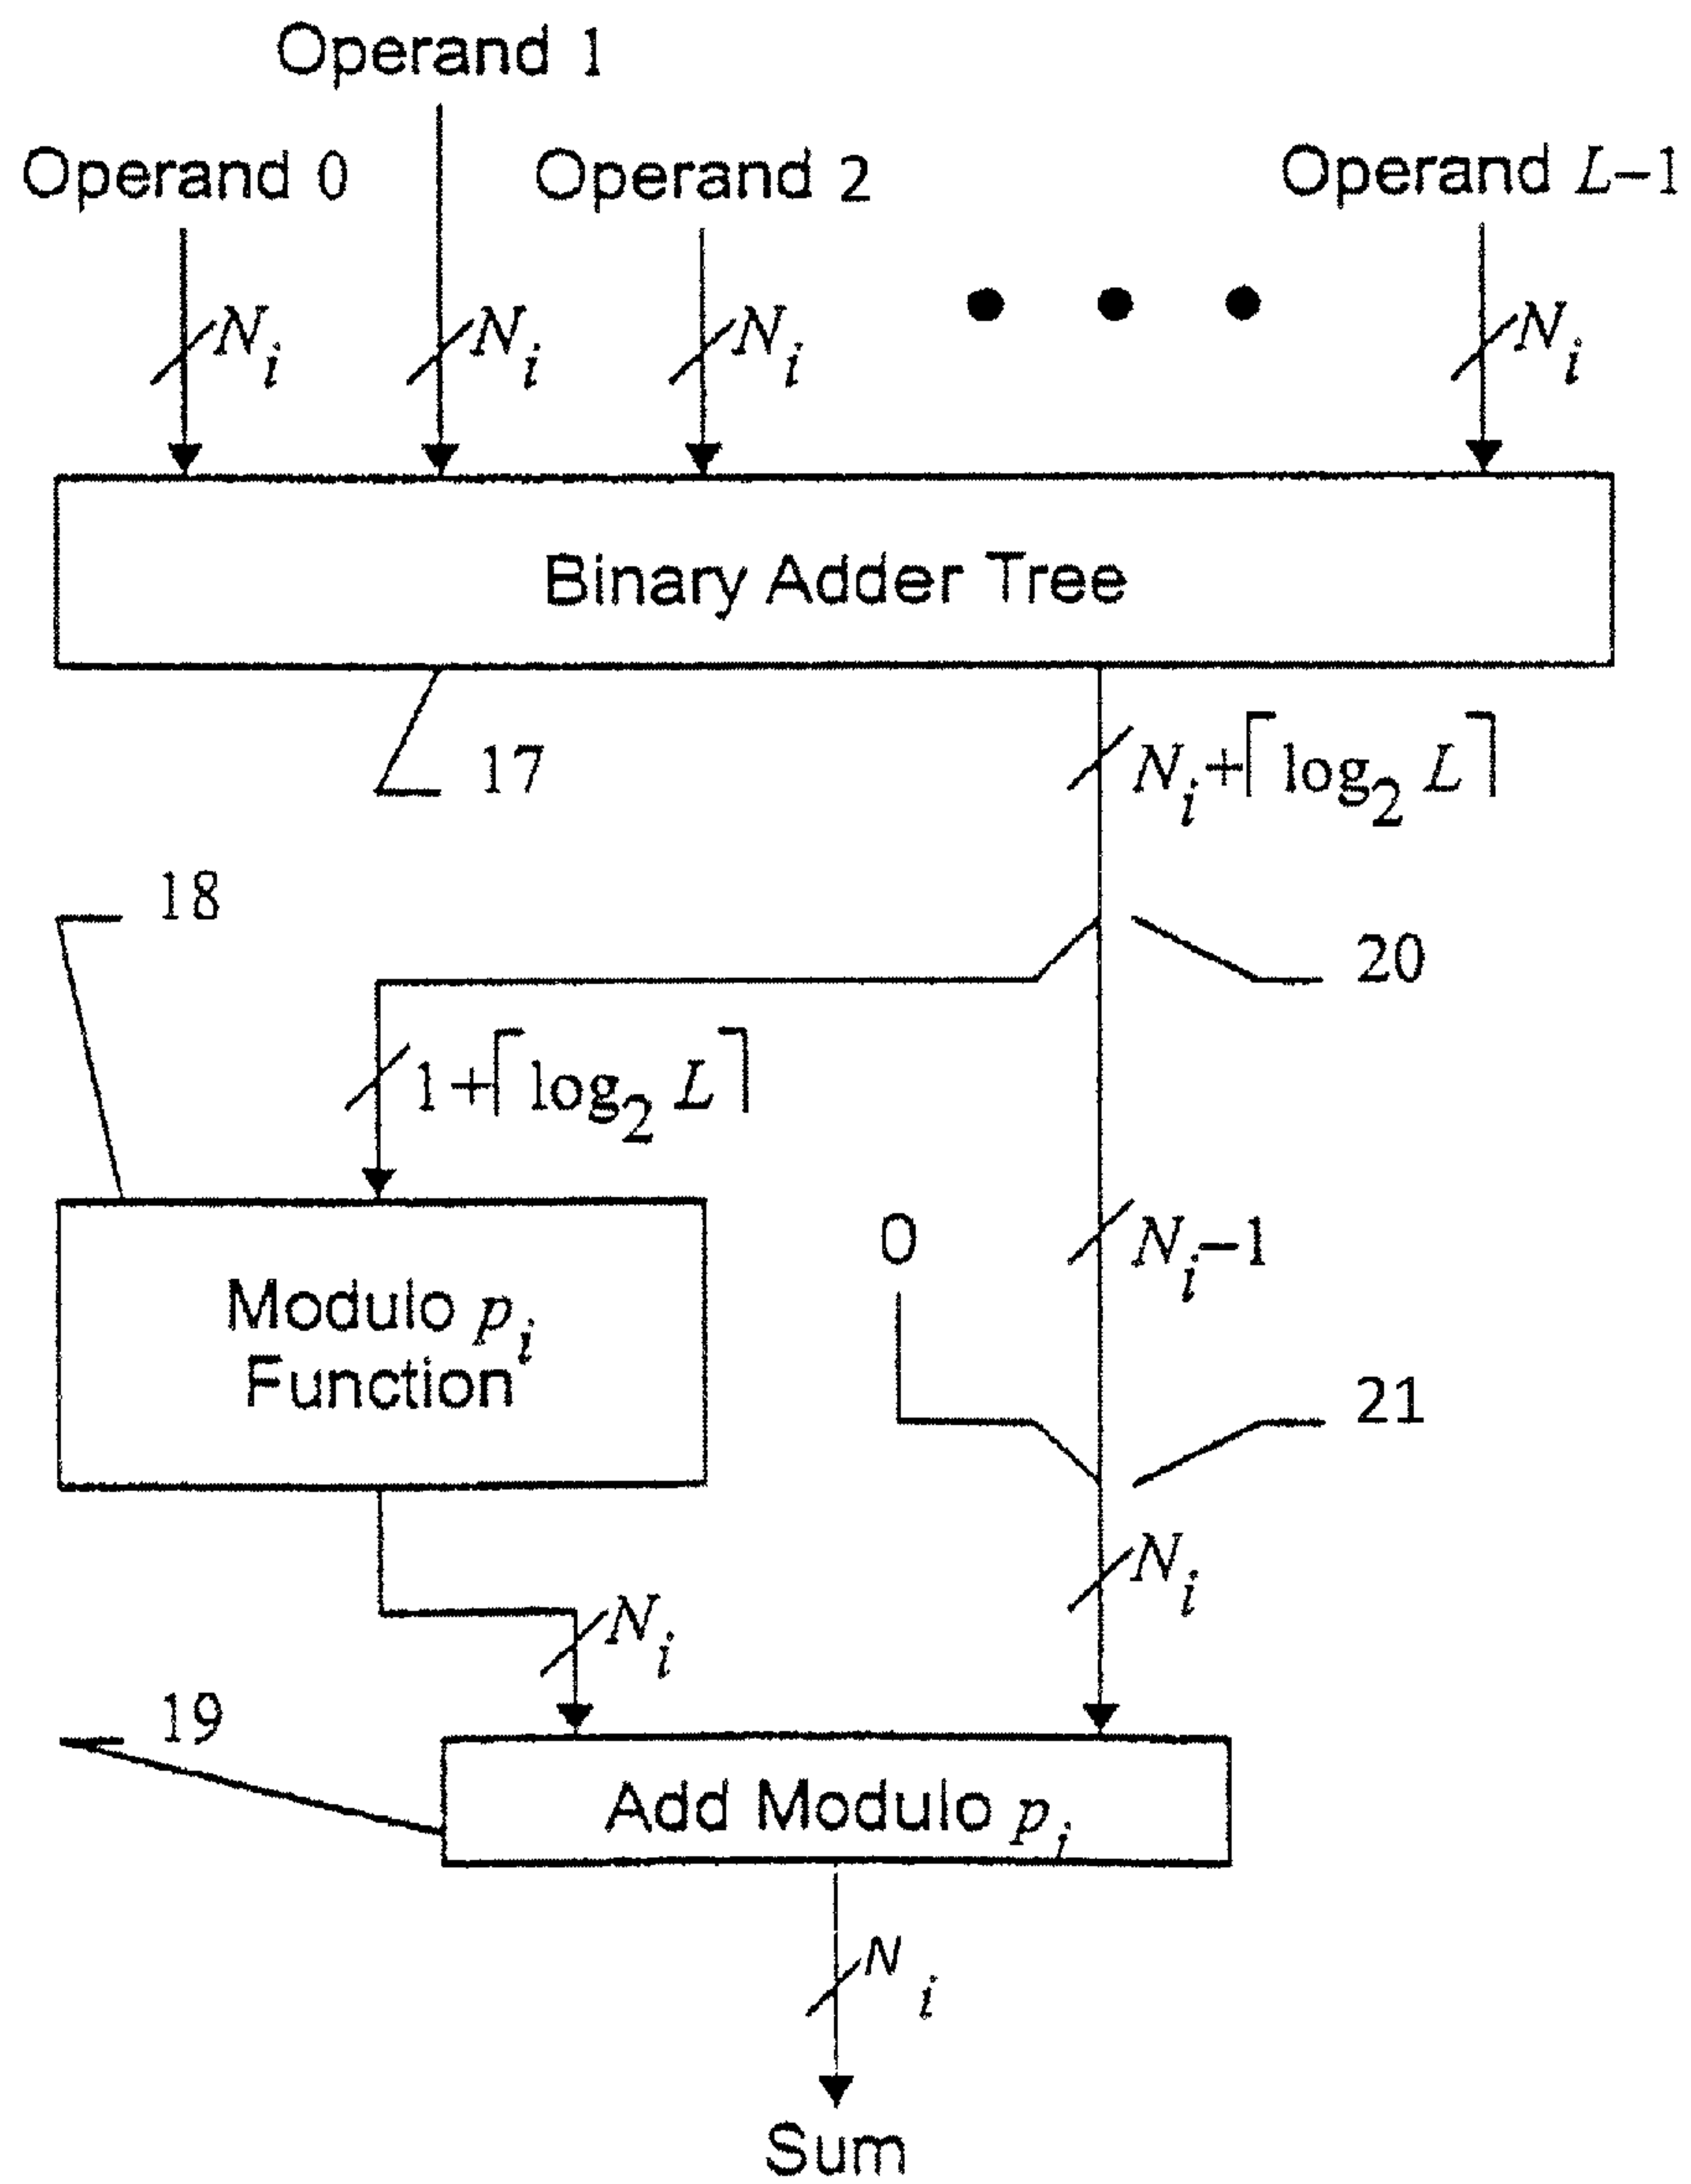 Operand 1
Operand 0
Operand 2
Operand L–1
N_i
N_i
N_i
N_i
Binary Adder Tree
17
N_i+⌈log_2 L⌉
18
20
1+⌈log_2 L⌉
0
N_i–1
Modulo p_i
Function
21
N_i
N_i
19
Add Modulo p_i
N_i
Sum